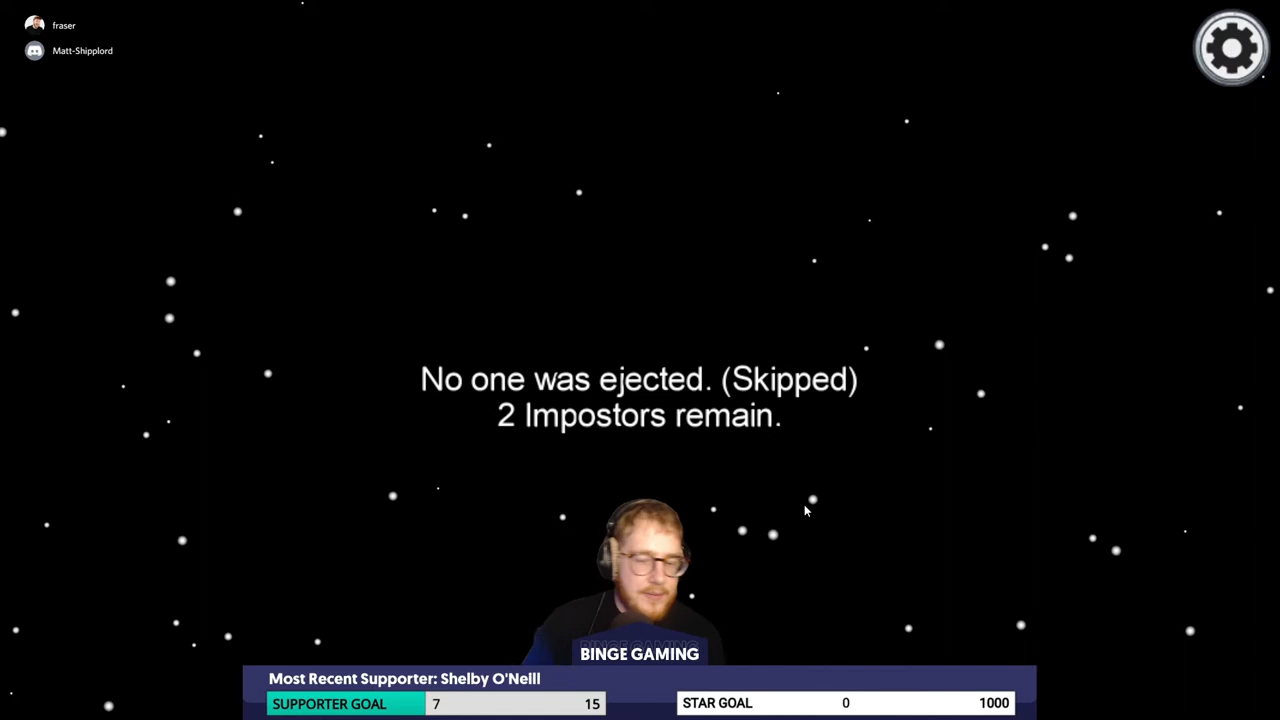 fraser
Matt-Shipplord
No one was ejected. (Skipped)
2 Impostors remain.
BINGE GAMING
Most Recent Supporter: Shelby O'Neill
SUPPORTER GOAL 7 15
STAR GOAL 0 1000